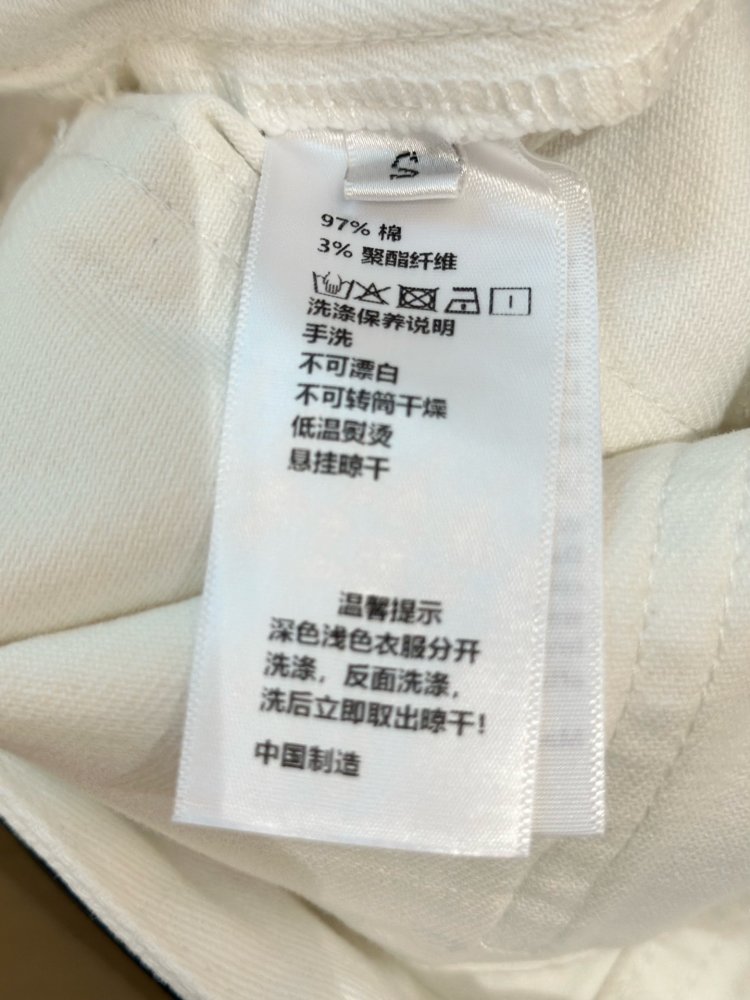 S
97% 棉
3% 聚酯纤维
洗涤保养说明
手洗
不可漂白
不可转筒干燥
低温熨烫
悬挂晾干
温馨提示
深色浅色衣服分开
洗涤，反面洗涤，
洗后立即取出晾干！
中国制造